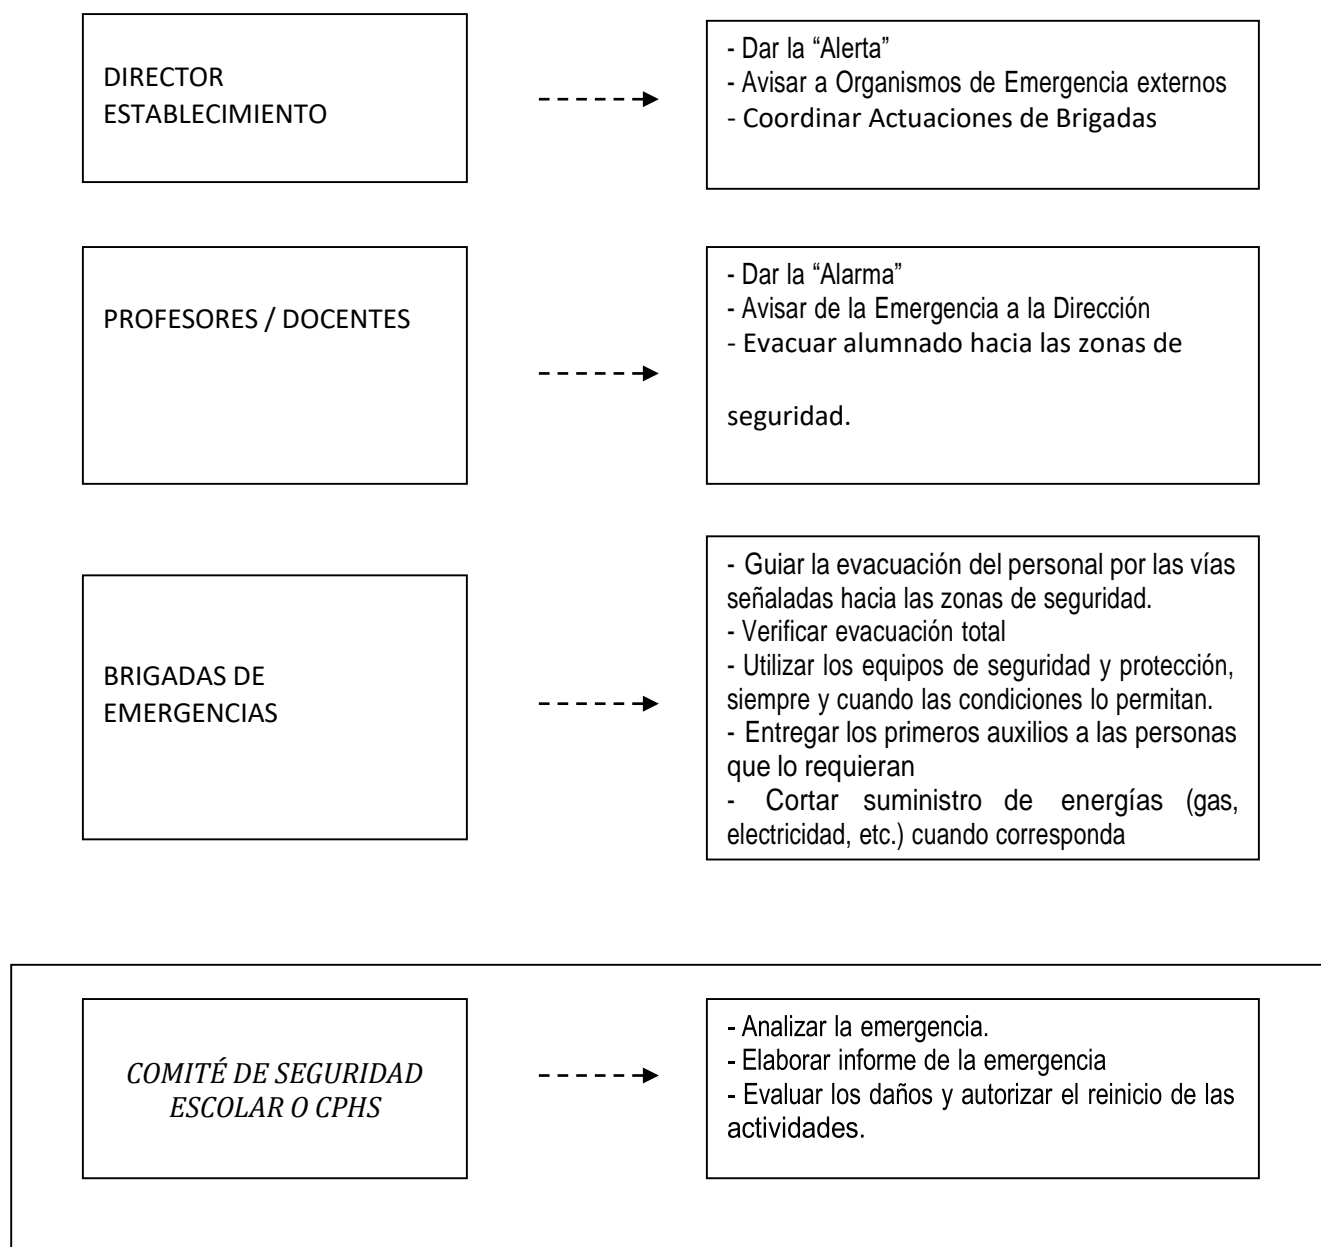 DIRECTOR
ESTABLECIMIENTO
- Dar la “Alerta”
- Avisar a Organismos de Emergencia externos
- Coordinar Actuaciones de Brigadas
PROFESORES / DOCENTES
- Dar la “Alarma”
- Avisar de la Emergencia a la Dirección
- Evacuar alumnado hacia las zonas de
seguridad.
BRIGADAS DE
EMERGENCIAS
- Guiar la evacuación del personal por las vías
señaladas hacia las zonas de seguridad.
- Verificar evacuación total
- Utilizar los equipos de seguridad y protección,
siempre y cuando las condiciones lo permitan.
- Entregar los primeros auxilios a las personas
que lo requieran
- Cortar suministro de energías (gas,
electricidad, etc.) cuando corresponda
COMITÉ DE SEGURIDAD
ESCOLAR O CPHS
- Analizar la emergencia.
- Elaborar informe de la emergencia
- Evaluar los daños y autorizar el reinicio de las
actividades.